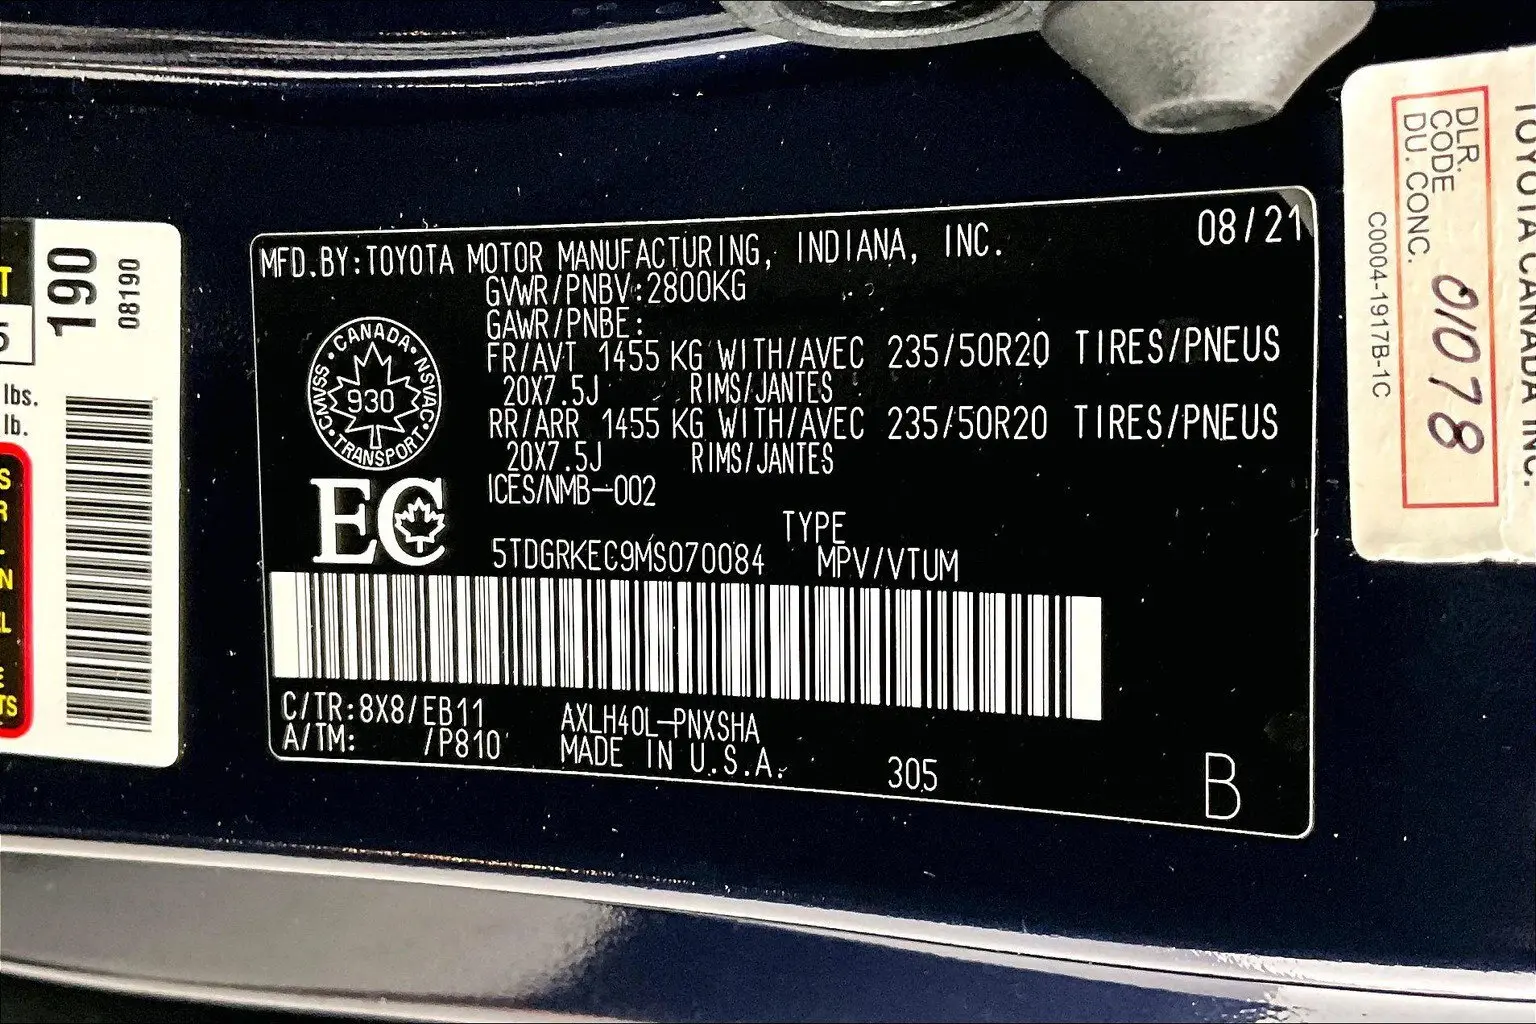 MFD.BY:TOYOTA MOTOR MANUFACTURING, INDIANA, INC. 08/21
GVWR/PNBV:2800KG
GAWR/PNBE:
FR/AVT 1455 KG WITH/AVEC 235/50R20 TIRES/PNEUS
20X7.5J RIMS/JANTES
RR/ARR 1455 KG WITH/AVEC 235/50R20 TIRES/PNEUS
20X7.5J RIMS/JANTES
ICES/NMB-002
TYPE
5TDGRKEC9MS070084 MPV/VTUM
CANADA · NSVAC · TRANSPORT · CMVSS
930
EC
C/TR:8X8/EB11 AXLH40L-PNXSHA
A/TM: /P810 MADE IN U.S.A.
305
B
190
08190
T
5
lbs.
lb.
S
R
L
N
L
E
TS
TOYOTA CANADA INC.
DLR.
CODE
DU. CONC.
01078
C0004-1917B-1C